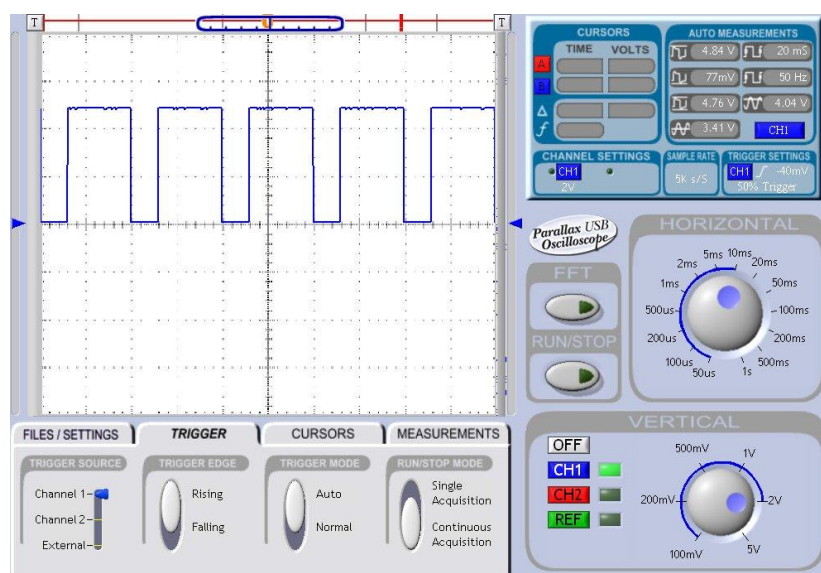 T
T
CURSORS
TIME VOLTS
A
B
Δ
f
AUTO MEASUREMENTS
4.84 V
20 mS
77mV
50 Hz
4.76 V
4.04 V
3.41 V
CH1
CHANNEL SETTINGS
CH1
2V
SAMPLE RATE
5K s/S
TRIGGER SETTINGS
CH1 -40mV
50% Trigger
Parallax USB
Oscilloscope
FFT
RUN/STOP
HORIZONTAL
50us
100us
200us
500us
1ms
2ms
5ms
10ms
20ms
50ms
100ms
200ms
500ms
1s
FILES / SETTINGS
TRIGGER
CURSORS
MEASUREMENTS
TRIGGER SOURCE
Channel 1
Channel 2
External
TRIGGER EDGE
Rising
Falling
TRIGGER MODE
Auto
Normal
RUN/STOP MODE
Single
Acquisition
Continuous
Acquisition
VERTICAL
OFF
CH1
CH2
REF
100mV
200mV
500mV
1V
2V
5V